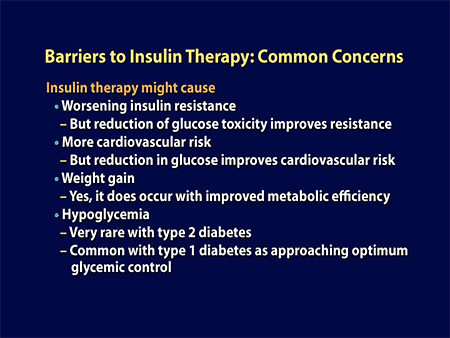 Barriers to Insulin Therapy: Common Concerns
Insulin therapy might cause
• Worsening insulin resistance
– But reduction of glucose toxicity improves resistance
• More cardiovascular risk
– But reduction in glucose improves cardiovascular risk
• Weight gain
– Yes, it does occur with improved metabolic efficiency
• Hypoglycemia
– Very rare with type 2 diabetes
– Common with type 1 diabetes as approaching optimum
glycemic control